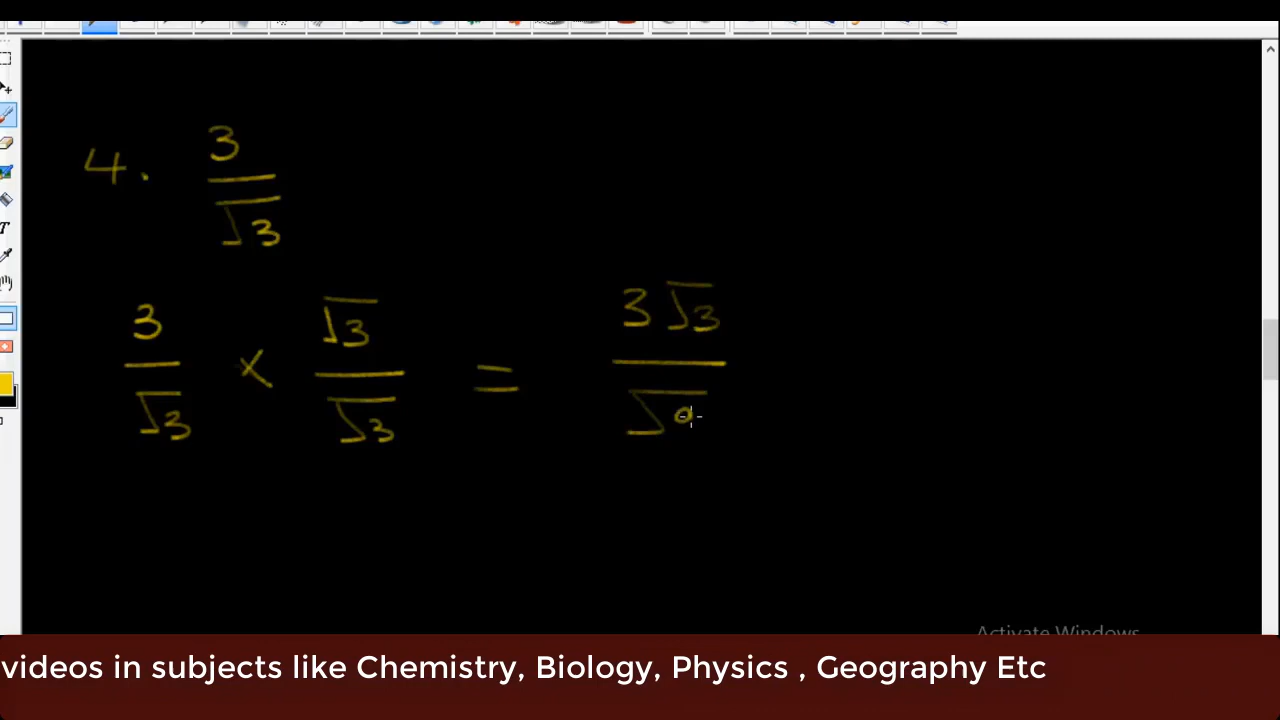 4. 3/√3
3/√3 × √3/√3 = 3√3/√9
Activate Windows
videos in subjects like Chemistry, Biology, Physics , Geography Etc